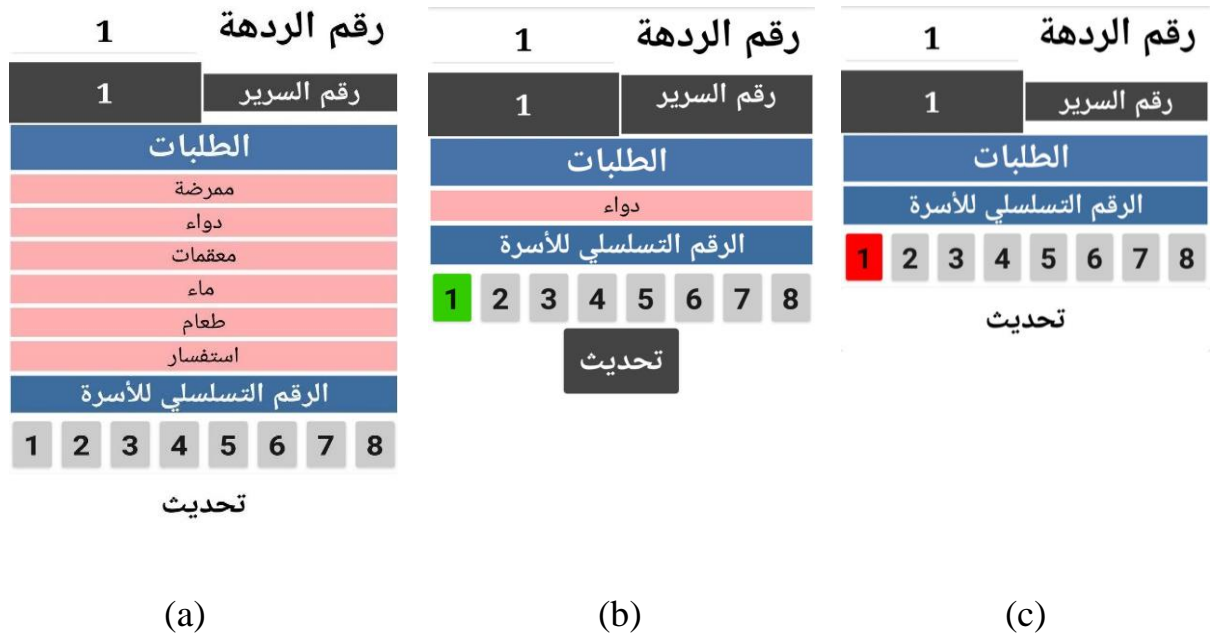 رقم الردهة 1
رقم السرير 1
الطلبات
ممرضة
دواء
معقمات
ماء
طعام
استفسار
الرقم التسلسلي للأسرة
1 2 3 4 5 6 7 8
تحديث
(a)
رقم الردهة 1
رقم السرير 1
الطلبات
دواء
الرقم التسلسلي للأسرة
1 2 3 4 5 6 7 8
تحديث
(b)
رقم الردهة 1
رقم السرير 1
الطلبات
الرقم التسلسلي للأسرة
1 2 3 4 5 6 7 8
تحديث
(c)